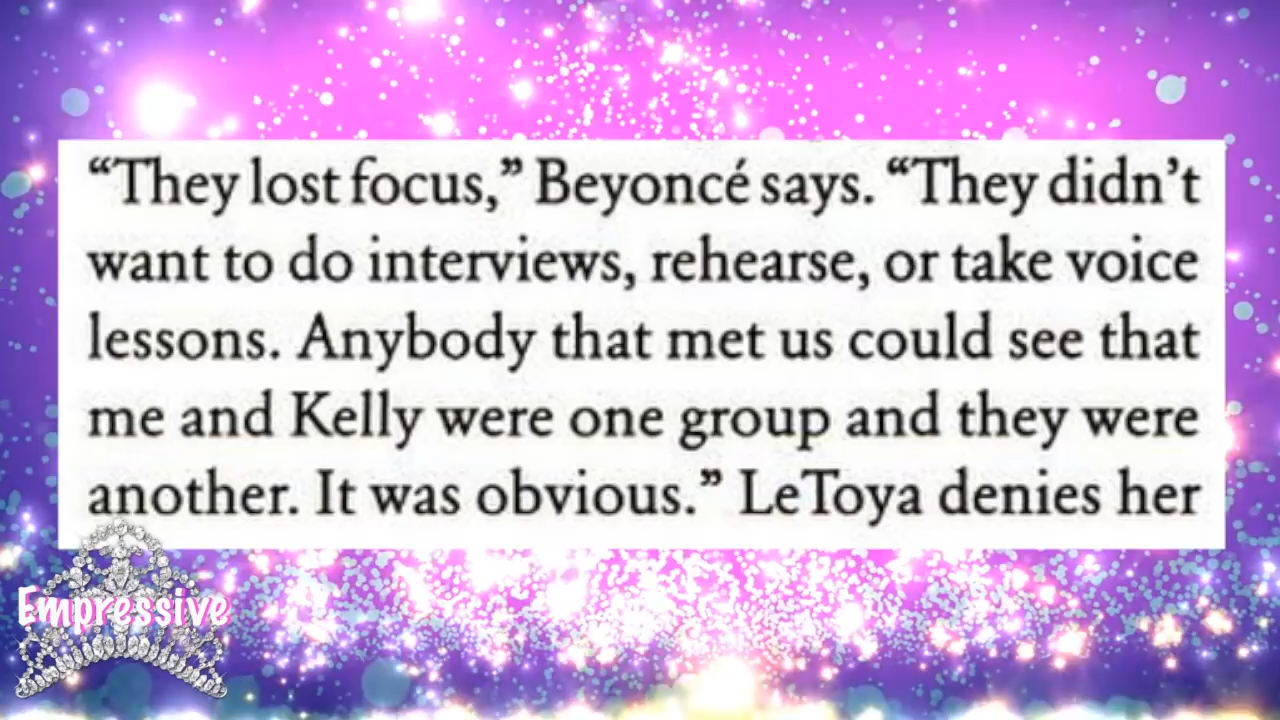 “They lost focus,” Beyoncé says. “They didn’t
want to do interviews, rehearse, or take voice
lessons. Anybody that met us could see that
me and Kelly were one group and they were
another. It was obvious.” LeToya denies her
Empressive